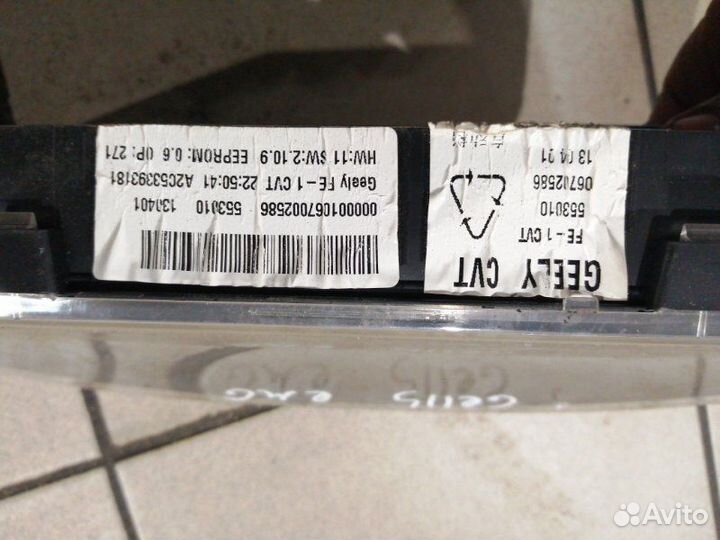 GEELY CVT
FE-1 CVT
553010
06702586
13 04 01
000001067002586 553010 130401
Geely FE-1 CVT 22:50:41 A2C53393181
HW:11 SW:2.10.9 EEPROM: 0.6 OP: 271
Avito